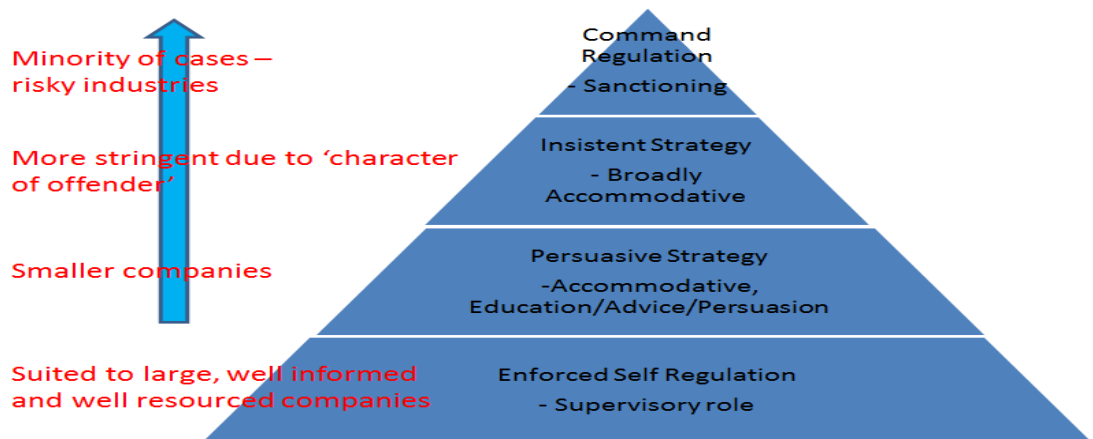 Minority of cases –
risky industries
Command
Regulation
- Sanctioning
More stringent due to ‘character
of offender’
Insistent Strategy
- Broadly
Accommodative
Smaller companies
Persuasive Strategy
-Accommodative,
Education/Advice/Persuasion
Suited to large, well informed
and well resourced companies
Enforced Self Regulation
- Supervisory role